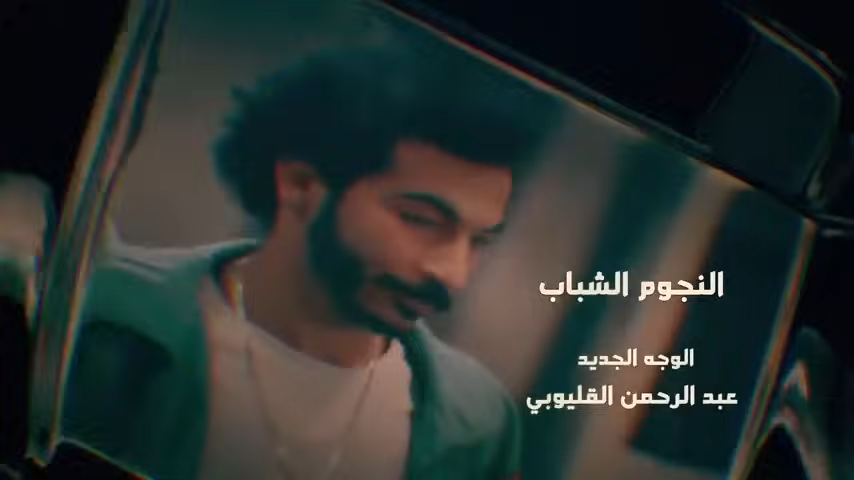 النجوم الشباب
الوجه الجديد
عبد الرحمن القليوبي